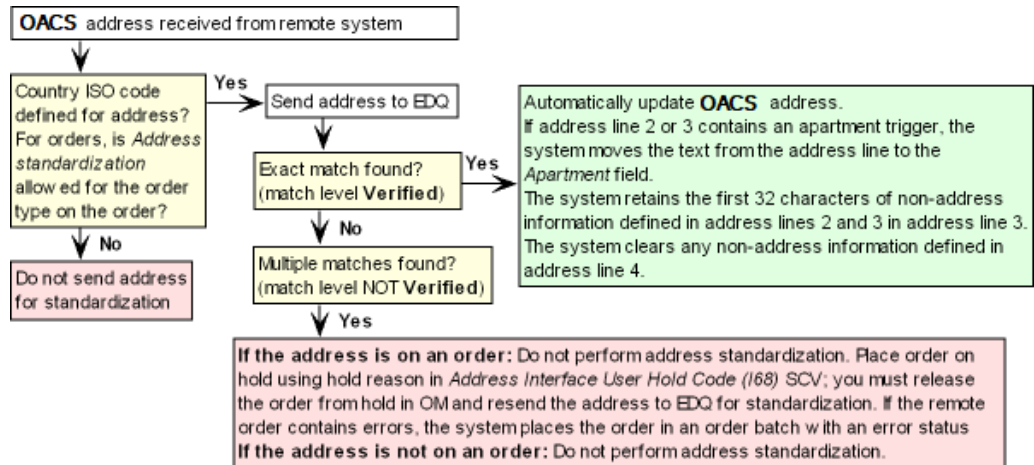 OACS address received from remote system
Country ISO code
defined for address?
For orders, is Address
standardization
allowed for the order
type on the order?
Yes
Send address to EDQ
Exact match found?
(match level Verified)
Yes
Automatically update OACS address.
If address line 2 or 3 contains an apartment trigger, the
system moves the text from the address line to the
Apartment field.
The system retains the first 32 characters of non-address
information defined in address lines 2 and 3 in address line 3.
The system clears any non-address information defined in
address line 4.
No
Do not send address
for standardization
No
Multiple matches found?
(match level NOT Verified)
Yes
If the address is on an order: Do not perform address standardization. Place order on
hold using hold reason in Address Interface User Hold Code (I68) SCV; you must release
the order from hold in OM and resend the address to EDQ for standardization. If the remote
order contains errors, the system places the order in an order batch with an error status
If the address is not on an order: Do not perform address standardization.